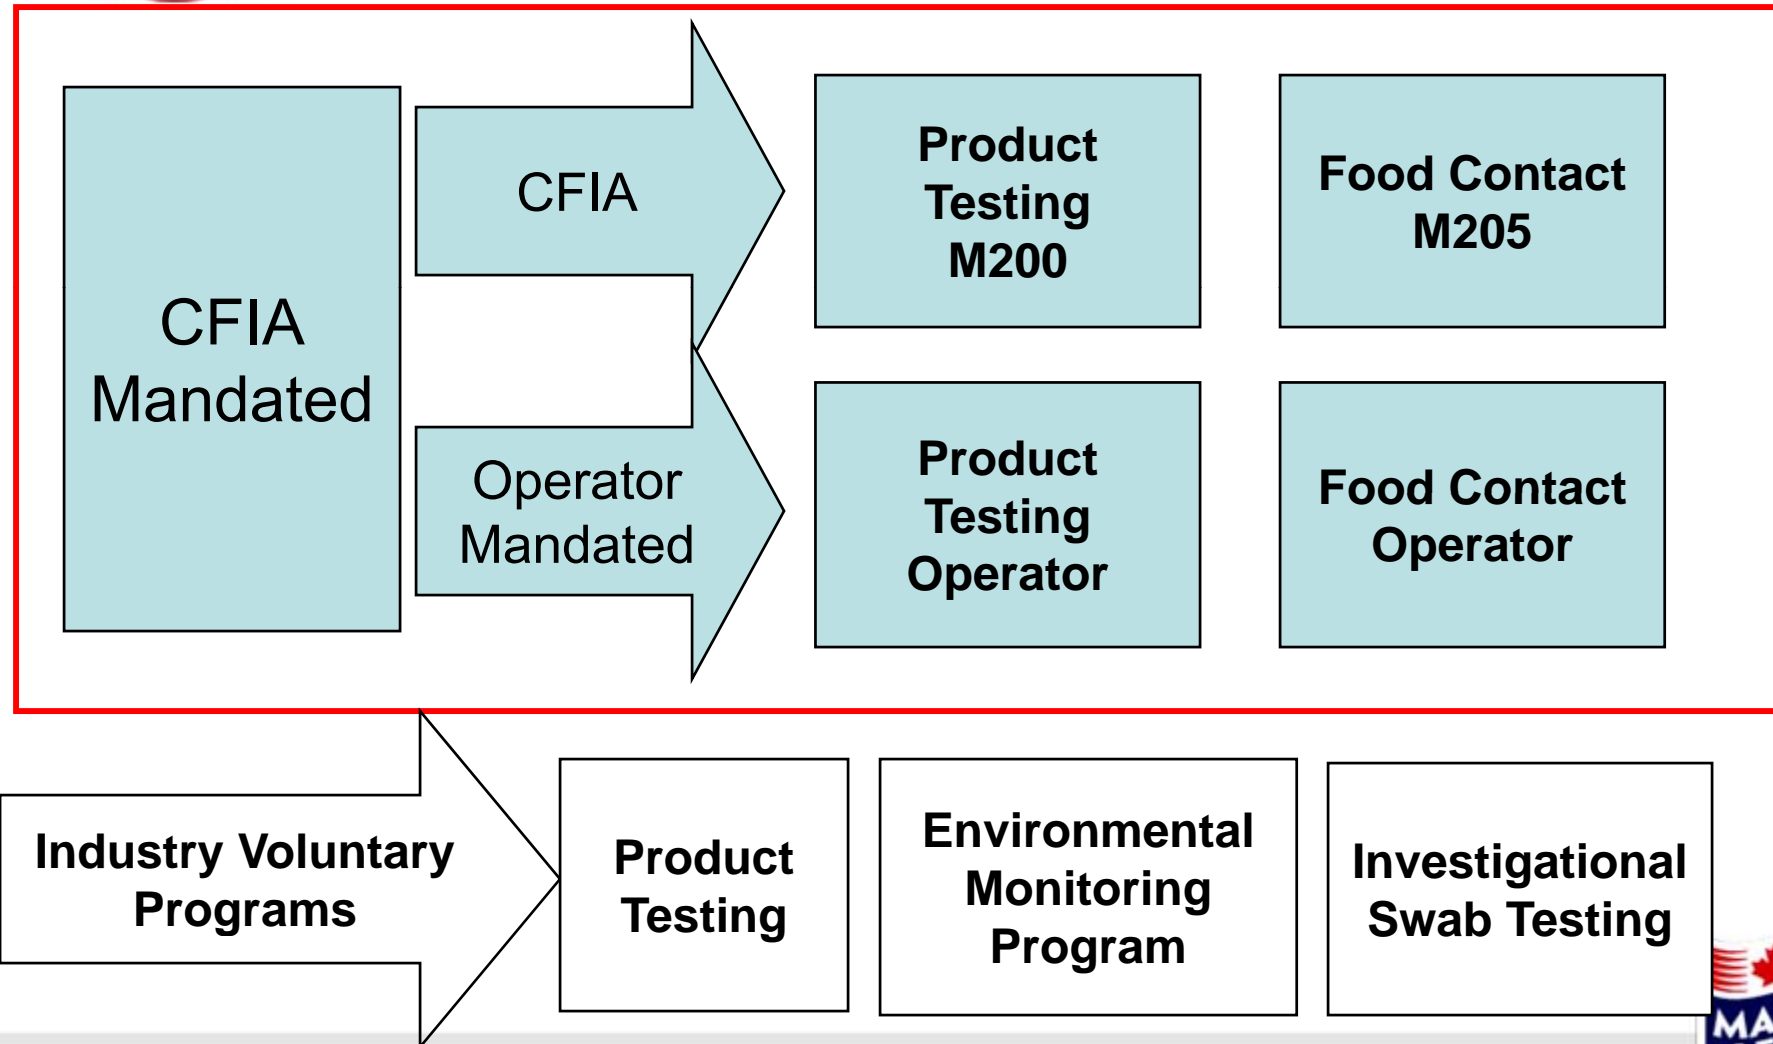 CFIA
Mandated
CFIA
Product
Testing
M200
Food Contact
M205
Operator
Mandated
Product
Testing
Operator
Food Contact
Operator
Industry Voluntary
Programs
Product
Testing
Environmental
Monitoring
Program
Investigational
Swab Testing
MA